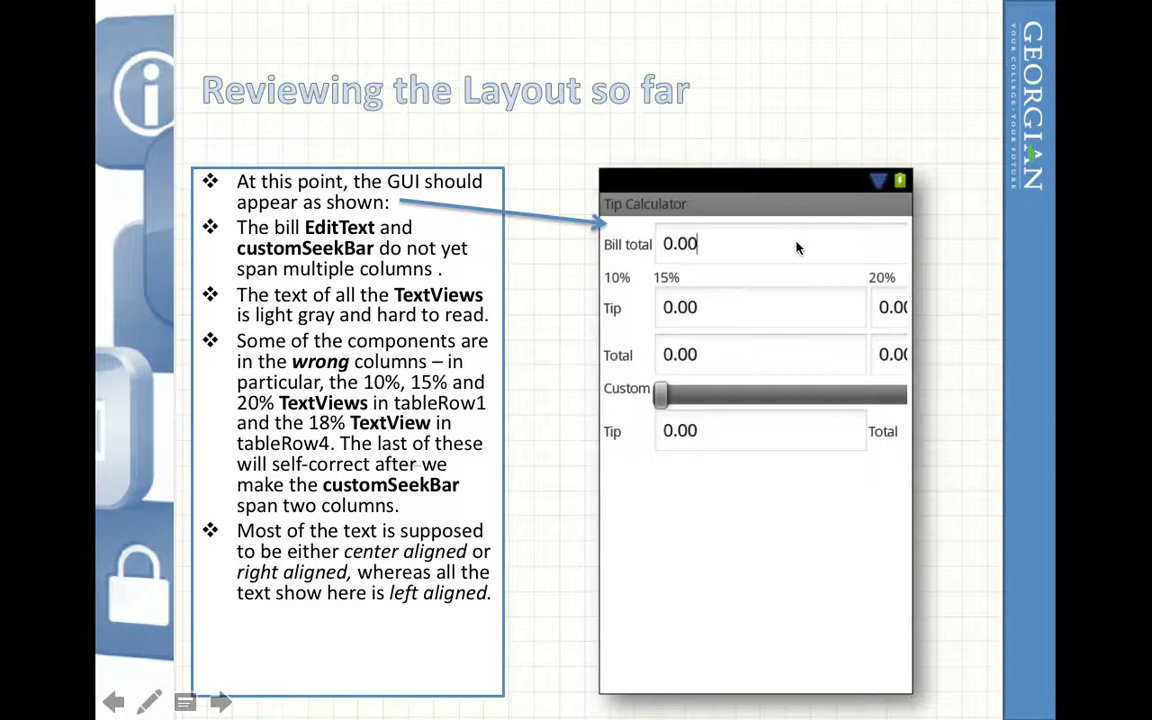 Reviewing the Layout so far
❖ At this point, the GUI should
appear as shown:
❖ The bill EditText and
customSeekBar do not yet
span multiple columns .
❖ The text of all the TextViews
is light gray and hard to read.
❖ Some of the components are
in the wrong columns – in
particular, the 10%, 15% and
20% TextViews in tableRow1
and the 18% TextView in
tableRow4. The last of these
will self-correct after we
make the customSeekBar
span two columns.
❖ Most of the text is supposed
to be either center aligned or
right aligned, whereas all the
text show here is left aligned.
Tip Calculator
Bill total 0.00
10% 15% 20%
Tip 0.00 0.00
Total 0.00 0.00
Custom
Tip 0.00 Total
GEORGIAN
YOUR COLLEGE · YOUR FUTURE